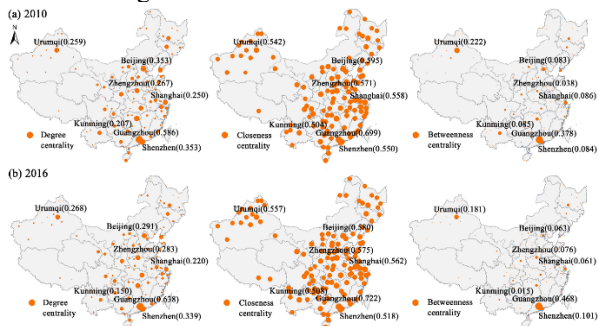 (a) 2010
N
Urumqi(0.259)
Beijing(0.353)
Zhengzhou(0.267)
Shanghai(0.250)
Kunming(0.207)
Guangzhou(0.586)
Shenzhen(0.353)
Degree
centrality
Urumqi(0.542)
Beijing(0.595)
Zhengzhou(0.571)
Shanghai(0.558)
Kunming(0.504)
Guangzhou(0.699)
Shenzhen(0.550)
Closeness
centrality
Urumqi(0.222)
Beijing(0.083)
Zhengzhou(0.038)
Shanghai(0.086)
Kunming(0.085)
Guangzhou(0.378)
Shenzhen(0.084)
Betweenness
centrality
(b) 2016
Urumqi(0.268)
Beijing(0.291)
Zhengzhou(0.283)
Shanghai(0.220)
Kunming(0.150)
Guangzhou(0.638)
Shenzhen(0.339)
Degree
centrality
Urumqi(0.557)
Beijing(0.580)
Zhengzhou(0.575)
Shanghai(0.562)
Kunming(0.508)
Guangzhou(0.722)
Shenzhen(0.518)
Closeness
centrality
Urumqi(0.181)
Beijing(0.063)
Zhengzhou(0.076)
Shanghai(0.061)
Kunming(0.015)
Guangzhou(0.468)
Shenzhen(0.101)
Betweenness
centrality